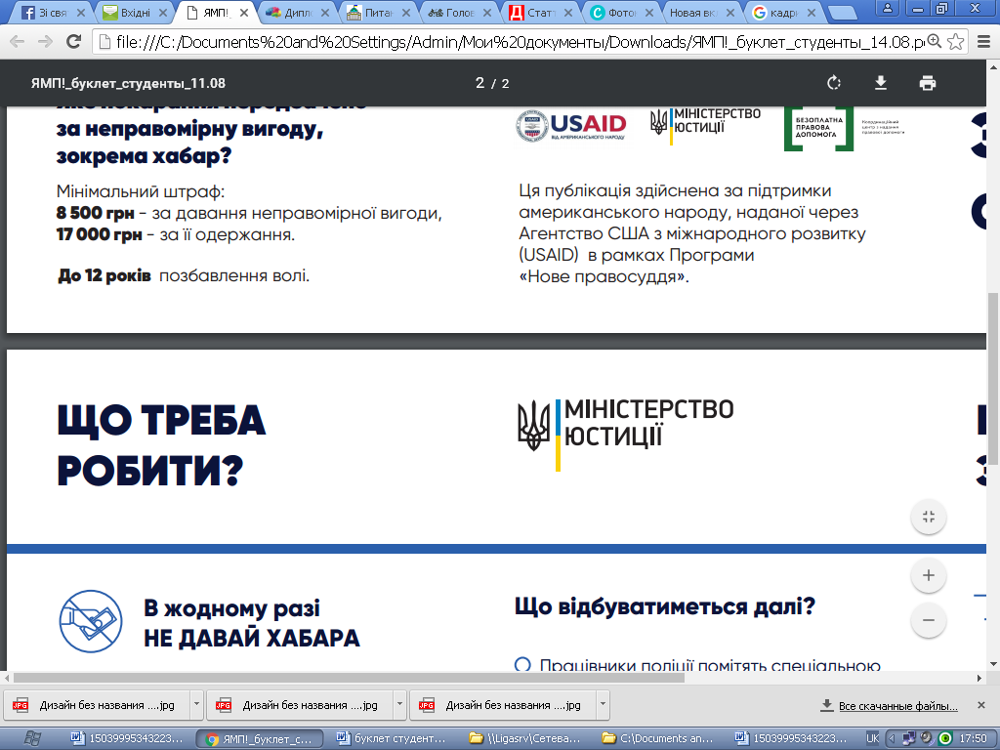 Зі свя
Вхідні
ЯМП!_
Дипл
Питан
Голов
Статт
Фото
Новая вк
кадр
file:///C:/Documents%20and%20Settings/Admin/Мои%20документы/Downloads/ЯМП!_буклет_студенты_14.08.p
ЯМП!_буклет_студенты_11.08
2 / 2
за неправомірну вигоду,
зокрема хабар?
Мінімальний штраф:
8 500 грн - за давання неправомірної вигоди,
17 000 грн - за її одержання.
До 12 років позбавлення волі.
USAID
ВІД АМЕРИКАНСЬКОГО НАРОДУ
МІНІСТЕРСТВО
ЮСТИЦІЇ
БЕЗОПЛАТНА
ПРАВОВА
ДОПОМОГА
Координаційний
центр з надання
правової допомоги
Ця публікація здійснена за підтримки
американського народу, наданої через
Агентство США з міжнародного розвитку
(USAID) в рамках Програми
«Нове правосуддя».
ЩО ТРЕБА
РОБИТИ?
МІНІСТЕРСТВО
ЮСТИЦІЇ
В жодному разі
НЕ ДАВАЙ ХАБАРА
Що відбуватиметься далі?
Працівники поліції помітять спеціальною
JPG Дизайн без названия ....jpg
JPG Дизайн без названия ....jpg
JPG Дизайн без названия ....jpg
Все скачанные файлы...
15039995343223...
ЯМП!_буклет_с...
буклет студент...
\\Ligasrv\Сетева...
C:\Documents an...
15039995343223...
UK
17:50